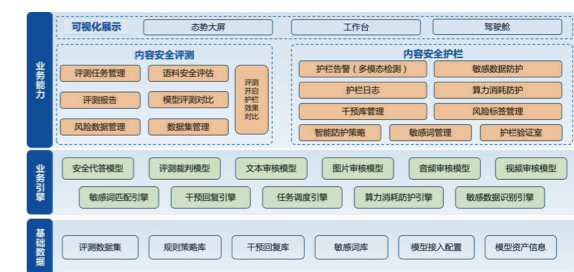 业务能力
可视化展示
态势大屏
工作台
驾驶舱
内容安全评测
评测任务管理
语料安全评估
评测报告
模型评测对比
风险数据管理
数据集管理
评测开启护栏效果对比
内容安全护栏
护栏告警（多模态检测）
敏感数据防护
护栏日志
算力消耗防护
干预库管理
风险标签管理
智能防护策略
敏感词管理
护栏验证室
业务引擎
安全代答模型
评测裁判模型
文本审核模型
图片审核模型
音频审核模型
视频审核模型
敏感词匹配引擎
干预回复引擎
任务调度引擎
算力消耗防护引擎
敏感数据识别引擎
基础数据
评测数据集
规则策略库
干预回复库
敏感词库
模型接入配置
模型资产信息